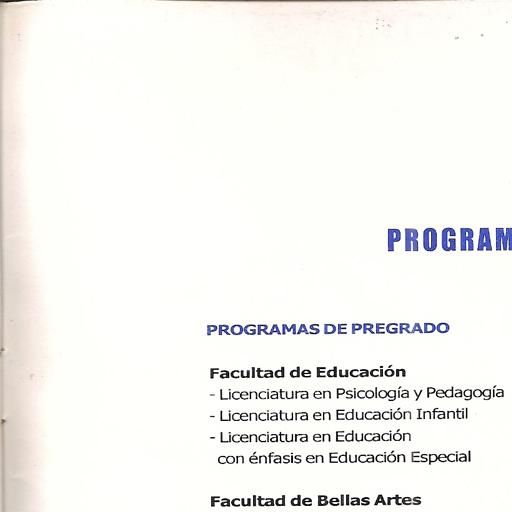 PROGRAM
PROGRAMAS DE PREGRADO
Facultad de Educación
- Licenciatura en Psicología y Pedagogía
- Licenciatura en Educación Infantil
- Licenciatura en Educación
con énfasis en Educación Especial
Facultad de Bellas Artes